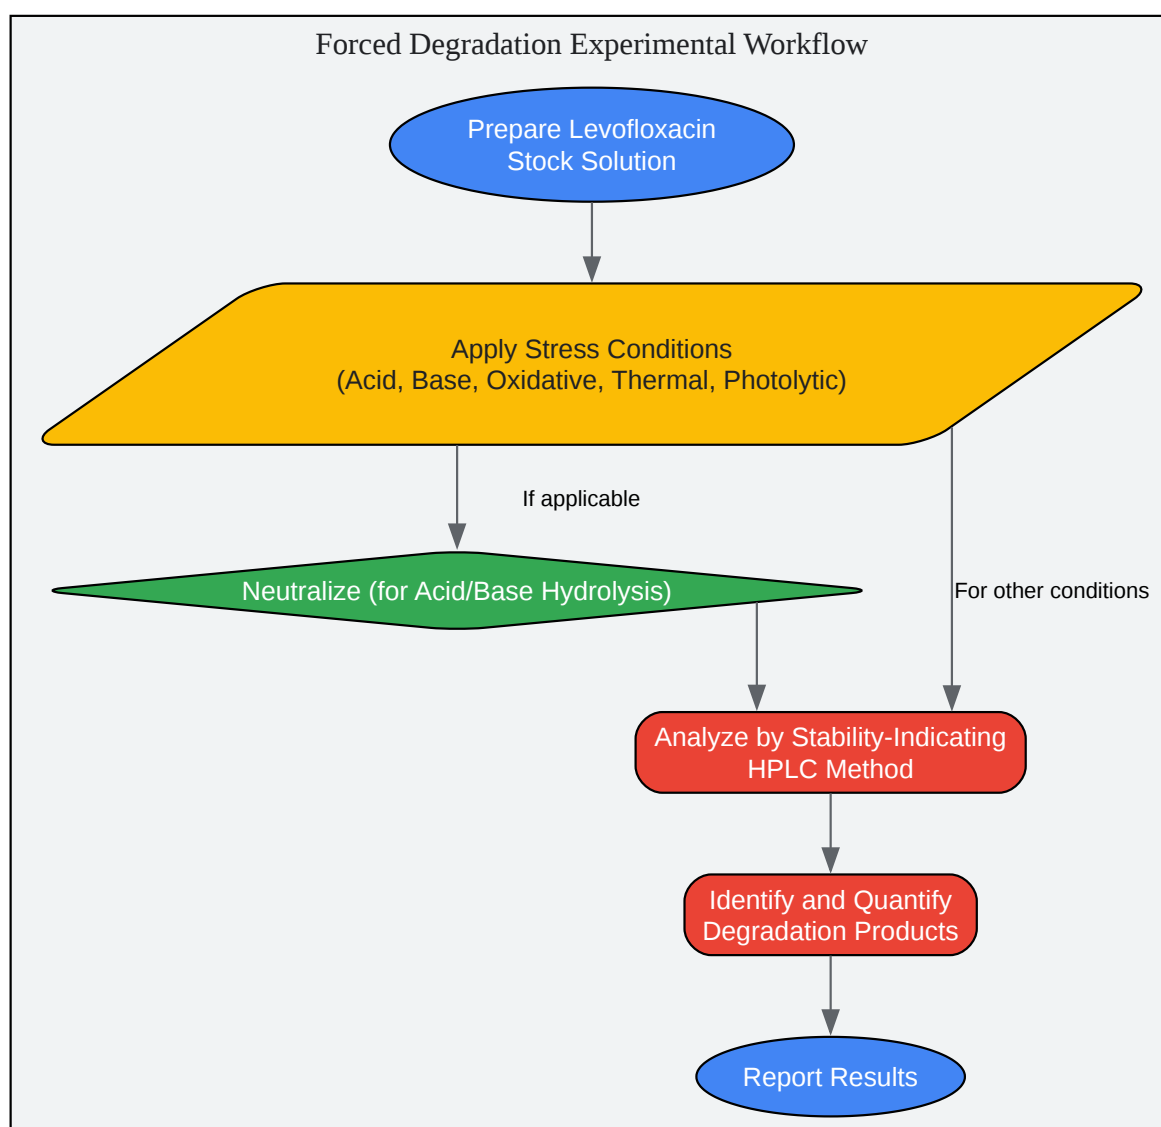 Forced Degradation Experimental Workflow
Prepare Levofloxacin
Stock Solution
Apply Stress Conditions
(Acid, Base, Oxidative, Thermal, Photolytic)
If applicable
Neutralize (for Acid/Base Hydrolysis)
For other conditions
Analyze by Stability-Indicating
HPLC Method
Identify and Quantify
Degradation Products
Report Results